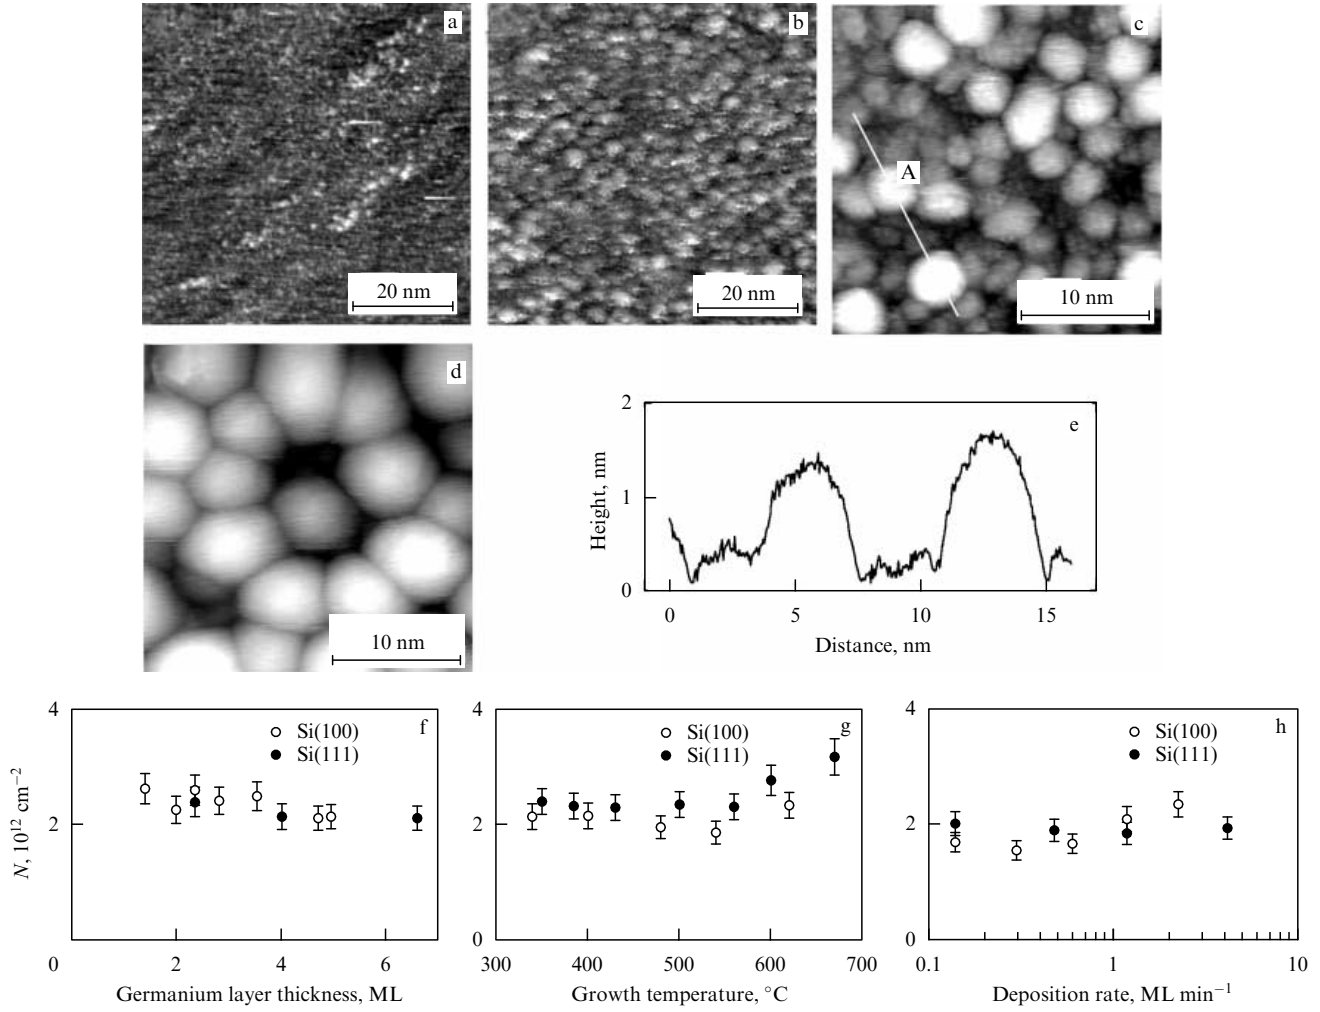 a
b
c
A
20 nm
20 nm
10 nm
d
10 nm
e
2
1
0
Height, nm
0 5 10 15
Distance, nm
f
Si(100)
Si(111)
4
2
0 2 4 6
N, 10¹² cm⁻²
Germanium layer thickness, ML
g
Si(100)
Si(111)
4
2
0
300 400 500 600 700
Growth temperature, °C
h
Si(100)
Si(111)
4
2
0
0.1 1 10
Deposition rate, ML min⁻¹